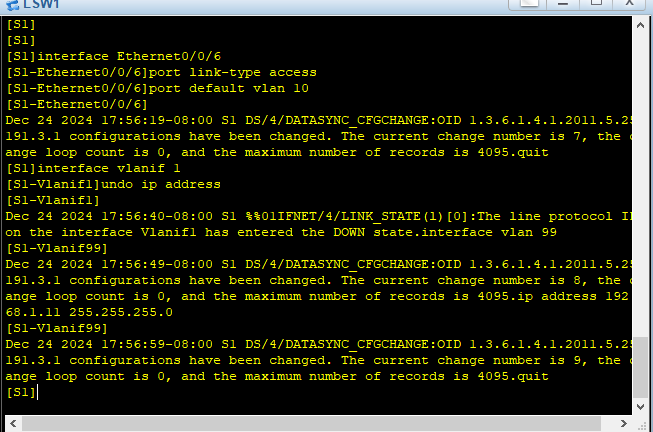 LSW1
[S1]
[S1]
[S1]interface Ethernet0/0/6
[S1-Ethernet0/0/6]port link-type access
[S1-Ethernet0/0/6]port default vlan 10
[S1-Ethernet0/0/6]
Dec 24 2024 17:56:19-08:00 S1 DS/4/DATASYNC_CFGCHANGE:OID 1.3.6.1.4.1.2011.5.25
191.3.1 configurations have been changed. The current change number is 7, the c
ange loop count is 0, and the maximum number of records is 4095.quit
[S1]interface vlanif 1
[S1-Vlanif1]undo ip address
[S1-Vlanif1]
Dec 24 2024 17:56:40-08:00 S1 %%01IFNET/4/LINK_STATE(l)[0]:The line protocol I
on the interface Vlanif1 has entered the DOWN state.interface vlan 99
[S1-Vlanif99]
Dec 24 2024 17:56:49-08:00 S1 DS/4/DATASYNC_CFGCHANGE:OID 1.3.6.1.4.1.2011.5.25
191.3.1 configurations have been changed. The current change number is 8, the c
ange loop count is 0, and the maximum number of records is 4095.ip address 192
68.1.11 255.255.255.0
[S1-Vlanif99]
Dec 24 2024 17:56:59-08:00 S1 DS/4/DATASYNC_CFGCHANGE:OID 1.3.6.1.4.1.2011.5.25
191.3.1 configurations have been changed. The current change number is 9, the c
ange loop count is 0, and the maximum number of records is 4095.quit
[S1]